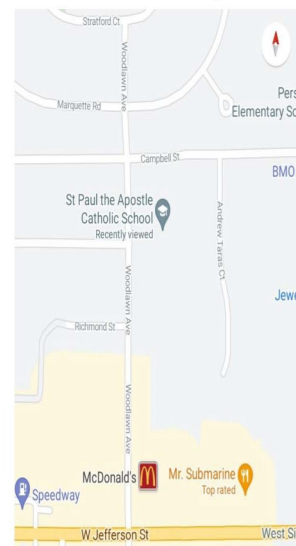 Stratford Ct
Woodlawn Ave
Marquette Rd
Pers
Elementary Sc
Campbell St
BMO
St Paul the Apostle
Catholic School
Recently viewed
Andrew Taras Ct
Woodlawn Ave
Jewe
Richmond St
Woodlawn Ave
McDonald's
Mr. Submarine
Top rated
Speedway
W Jefferson St
West Si